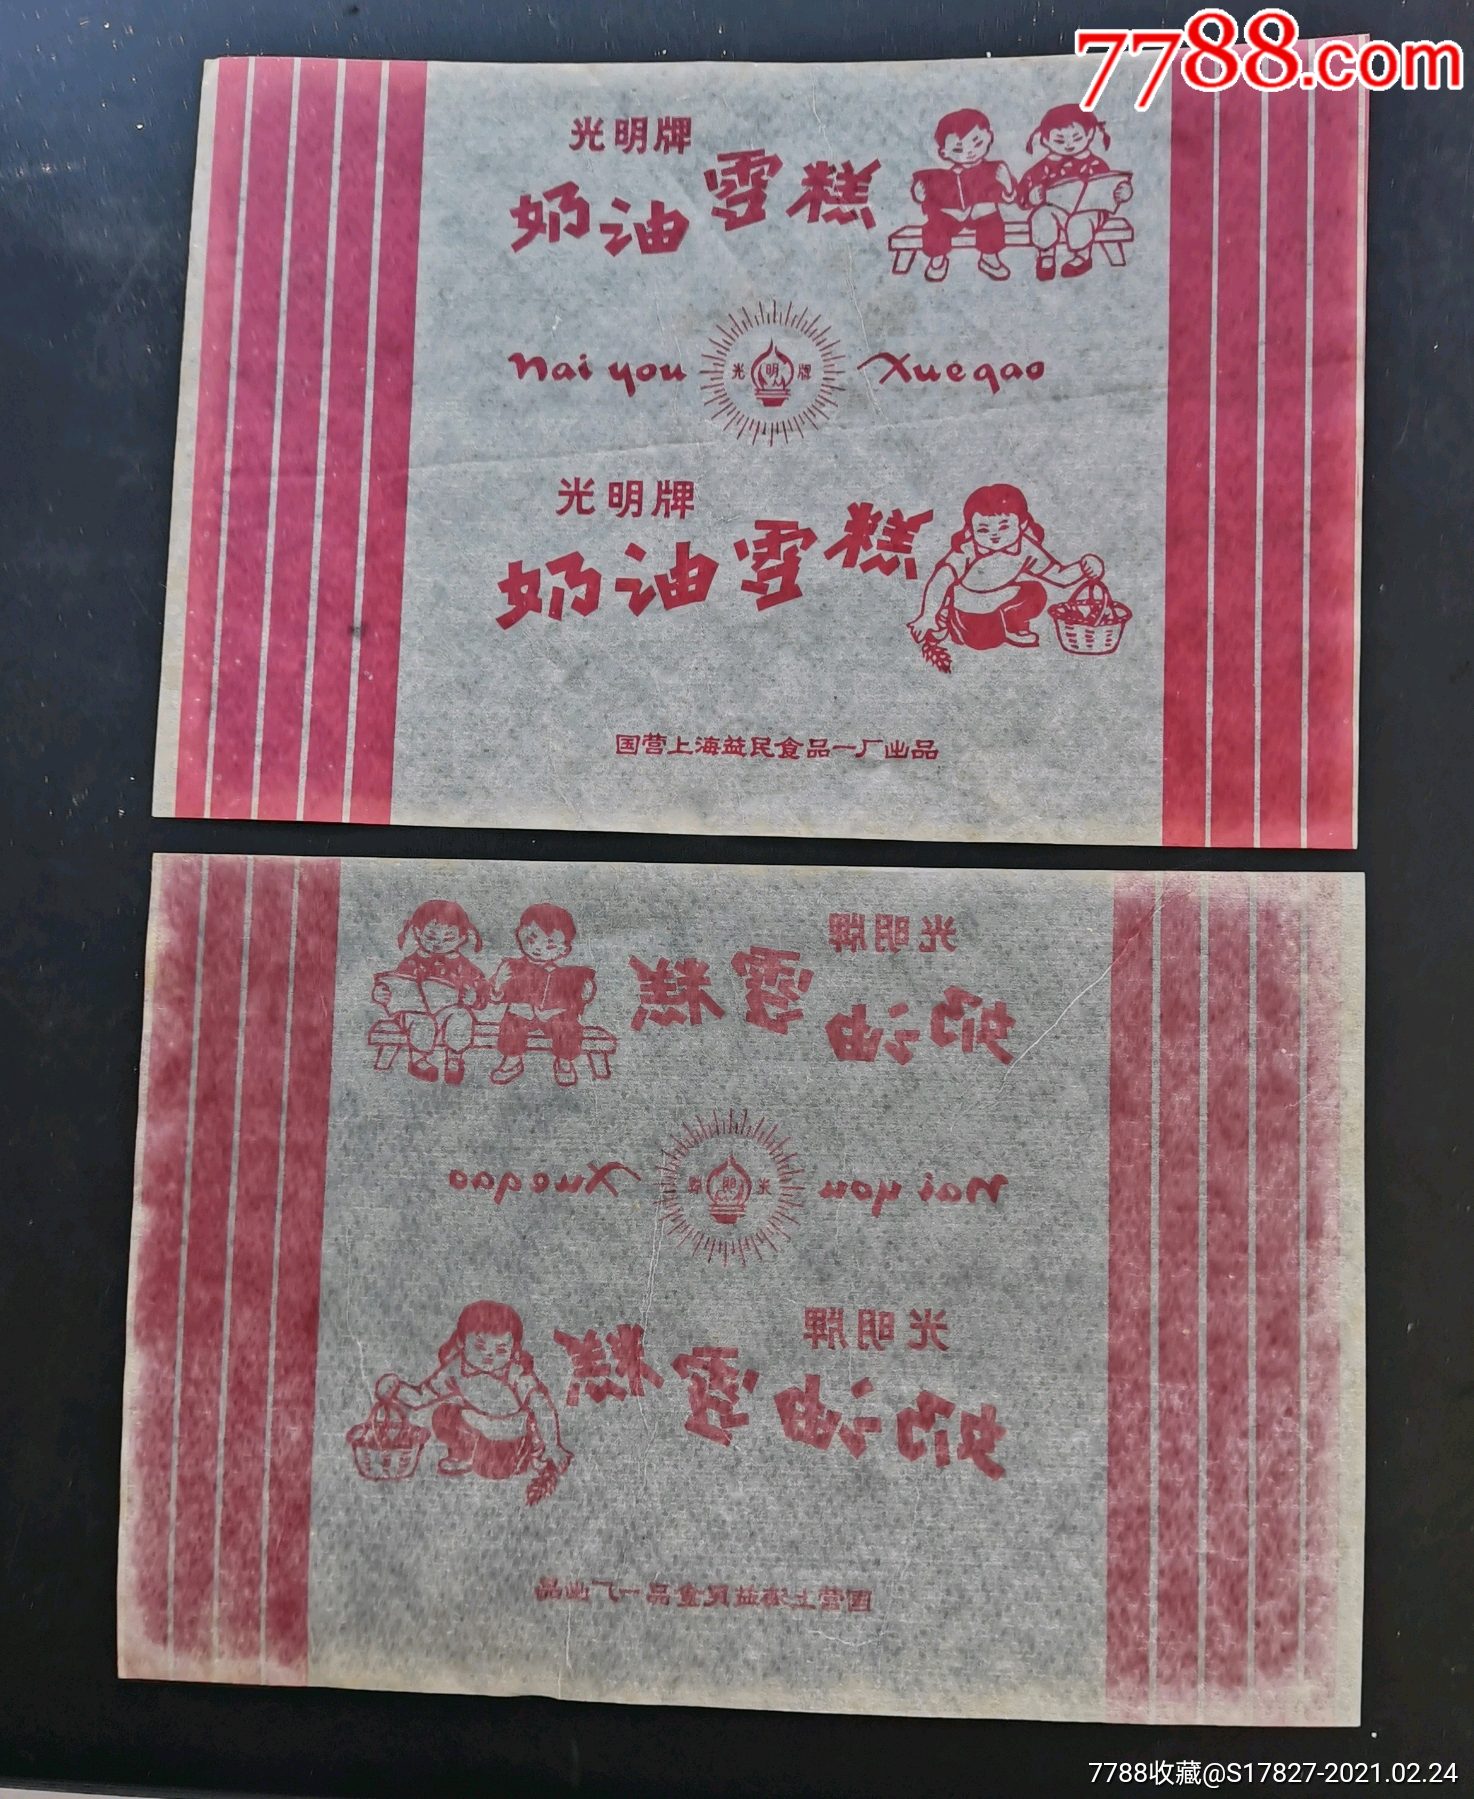 7788.com
光明牌
奶油雪糕
nai you 光明牌 Xuegao
光明牌
奶油雪糕
国营上海益民食品一厂出品
光明牌
奶油雪糕
nai you 光明牌 Xuegao
光明牌
奶油雪糕
国营上海益民食品一厂出品
7788收藏@S17827-2021.02.24